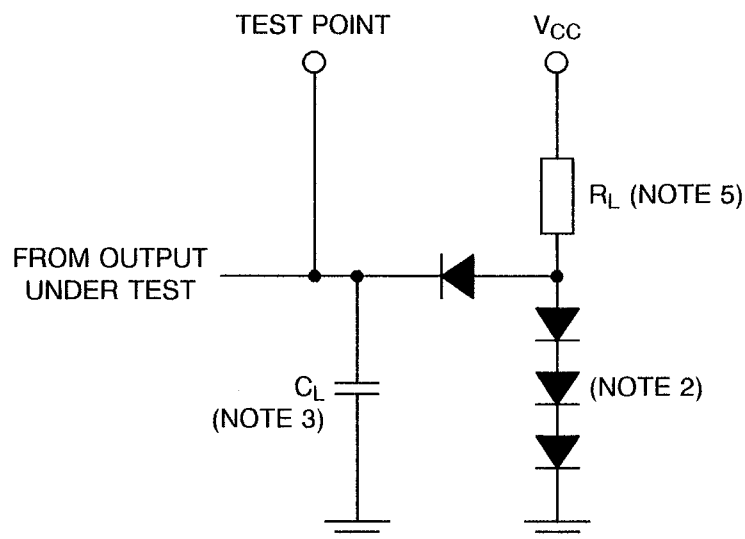 TEST POINT
VCC
RL (NOTE 5)
FROM OUTPUT
UNDER TEST
CL
(NOTE 3)
(NOTE 2)